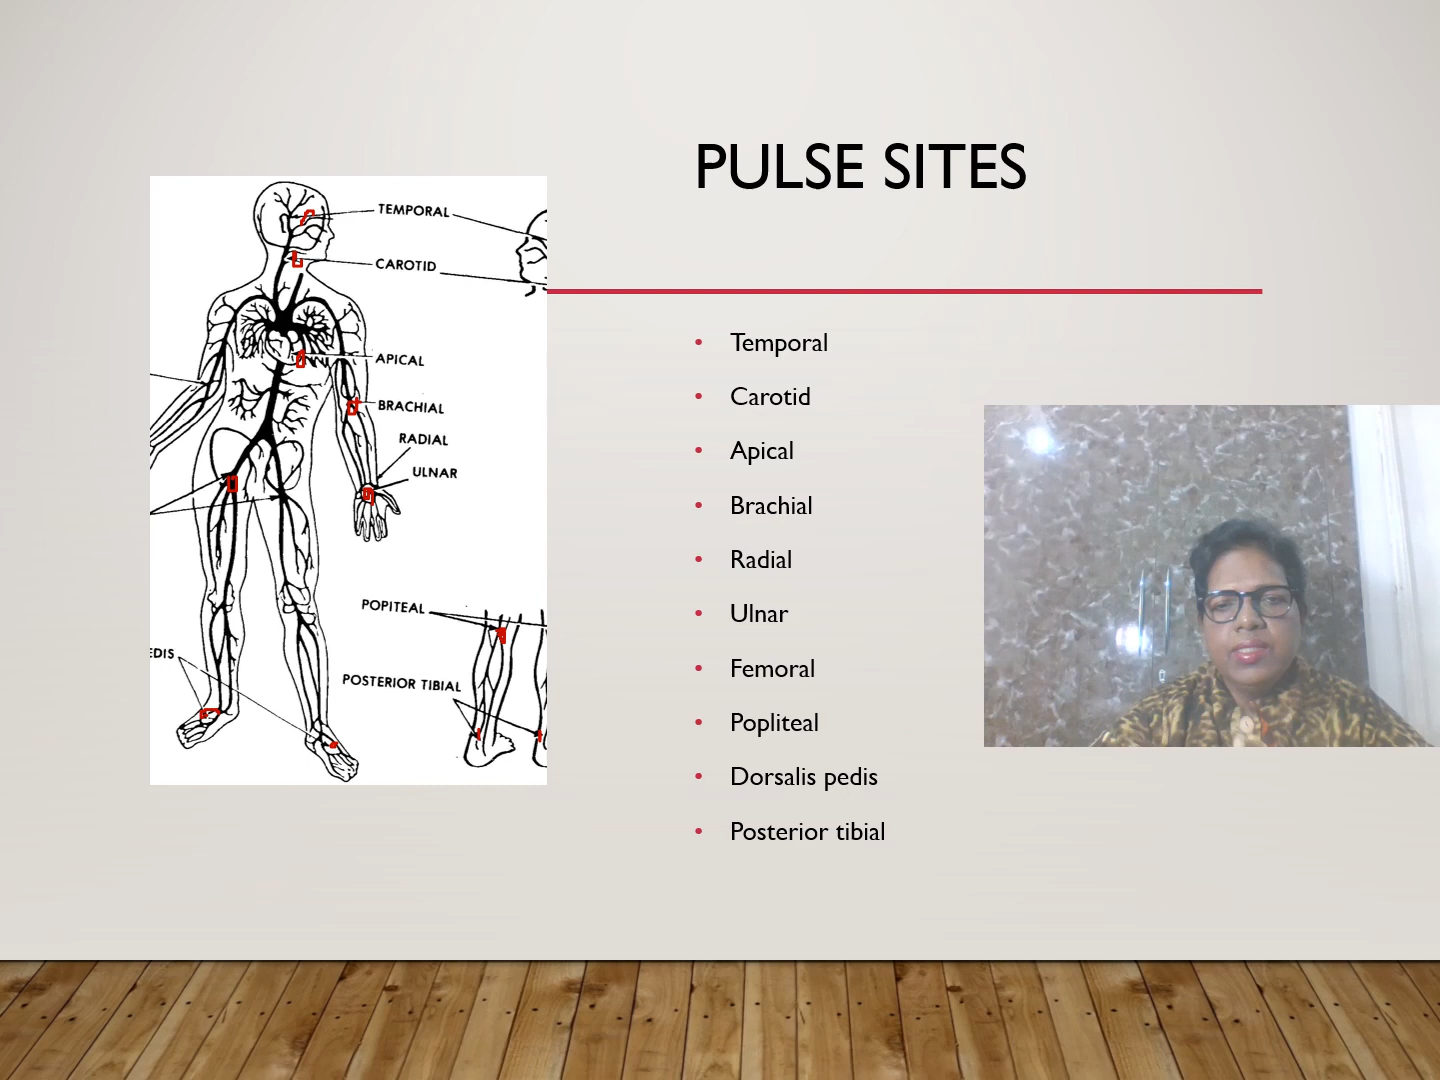 PULSE SITES
TEMPORAL
CAROTID
APICAL
BRACHIAL
RADIAL
ULNAR
POPITEAL
EDIS
POSTERIOR TIBIAL
• Temporal
• Carotid
• Apical
• Brachial
• Radial
• Ulnar
• Femoral
• Popliteal
• Dorsalis pedis
• Posterior tibial